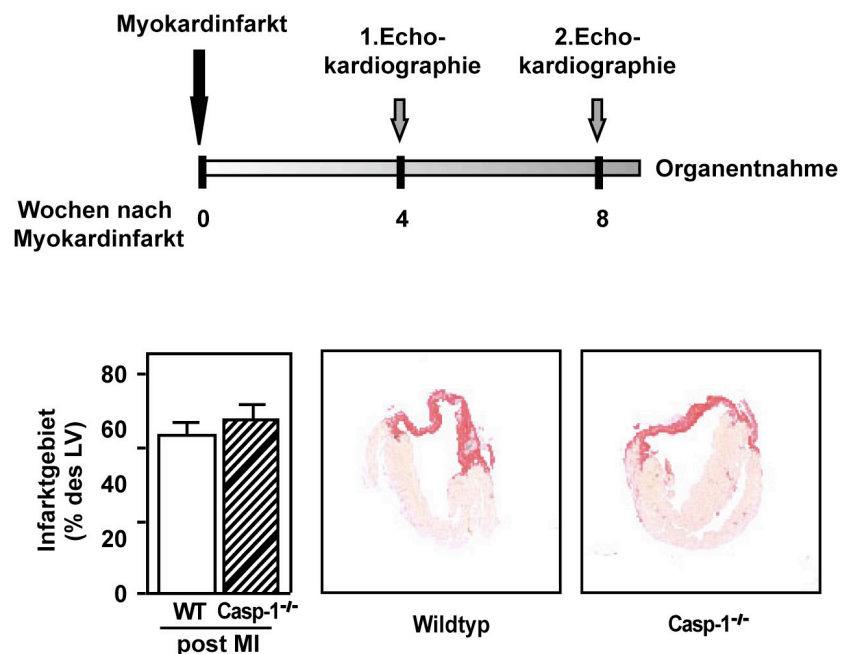 Myokardinfarkt
1.Echo-
kardiographie
2.Echo-
kardiographie
Organentnahme
Wochen nach
Myokardinfarkt
0
4
8
Infarktgebiet
(% des LV)
80
60
40
20
0
WT
Casp-1-/-
post MI
Wildtyp
Casp-1-/-